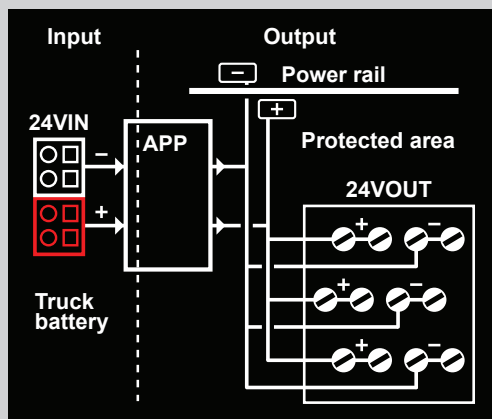 Input
Output
−
Power rail
+
24VIN
APP
Protected area
−
24VOUT
+
+ −
Truck
battery
+ −
+ −